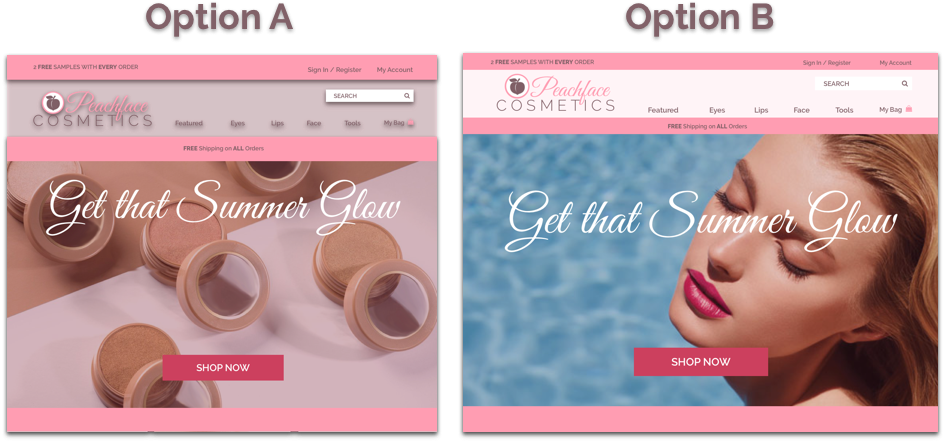 Option A
2 FREE SAMPLES WITH EVERY ORDER
Sign In / Register My Account
Peachface
COSMETICS
SEARCH
Featured Eyes Lips Face Tools My Bag
FREE Shipping on ALL Orders
Get that Summer Glow
SHOP NOW
Option B
2 FREE SAMPLES WITH EVERY ORDER
Sign In / Register My Account
Peachface
COSMETICS
SEARCH
Featured Eyes Lips Face Tools My Bag
FREE Shipping on ALL Orders
Get that Summer Glow
SHOP NOW